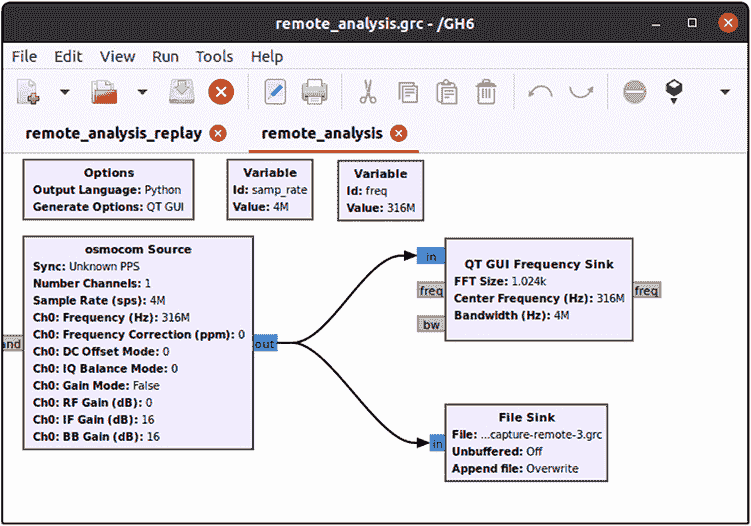 remote_analysis.grc - /GH6
File Edit View Run Tools Help
remote_analysis_replay remote_analysis
Options
Output Language: Python
Generate Options: QT GUI
Variable
Id: samp_rate
Value: 4M
Variable
Id: freq
Value: 316M
osmocom Source
Sync: Unknown PPS
Number Channels: 1
Sample Rate (sps): 4M
Ch0: Frequency (Hz): 316M
Ch0: Frequency Correction (ppm): 0
Ch0: DC Offset Mode: 0
Ch0: IQ Balance Mode: 0
Ch0: Gain Mode: False
Ch0: RF Gain (dB): 0
Ch0: IF Gain (dB): 16
Ch0: BB Gain (dB): 16
and
out
in
freq
bw
QT GUI Frequency Sink
FFT Size: 1.024k
Center Frequency (Hz): 316M
Bandwidth (Hz): 4M
freq
in
File Sink
File: ...capture-remote-3.grc
Unbuffered: Off
Append file: Overwrite